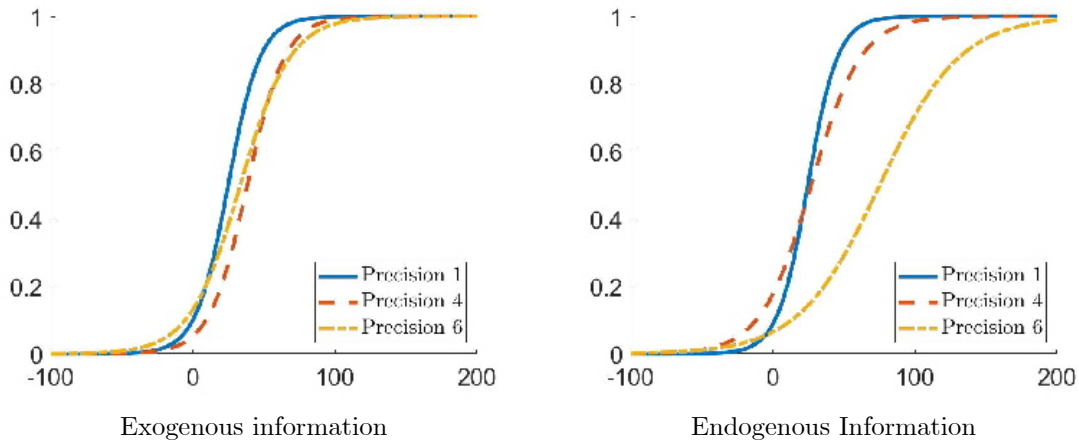 1
0.8
0.6
0.4
0.2
0
-100 0 100 200
Precision 1
Precision 4
Precision 6
Exogenous information
1
0.8
0.6
0.4
0.2
0
-100 0 100 200
Precision 1
Precision 4
Precision 6
Endogenous Information